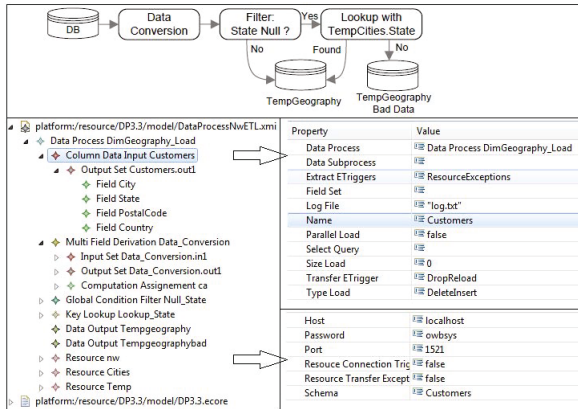 DB
Data
Conversion
Filter:
State Null ?
Yes
Lookup with
TempCities.State
No
Found
No
TempGeography
TempGeography
Bad Data
platform:/resource/DP3.3/model/DataProcessNwETL.xmi
Data Process DimGeography_Load
Column Data Input Customers
Output Set Customers.out1
Field City
Field State
Field PostalCode
Field Country
Multi Field Derivation Data_Conversion
Input Set Data_Conversion.in1
Output Set Data_Conversion.out1
Computation Assignement ca
Global Condition Filter Null_State
Key Lookup Lookup_State
Data Output Tempgeography
Data Output Tempgeographybad
Resource nw
Resource Cities
Resource Temp
platform:/resource/DP3.3/model/DP3.3.ecore
Property Value
Data Process Data Process DimGeography_Load
Data Subprocess
Extract ETriggers ResourceExceptions
Field Set
Log File "log.txt"
Name Customers
Parallel Load false
Select Query
Size Load 0
Transfer ETrigger DropReload
Type Load DeleteInsert
Host localhost
Password owbsys
Port 1521
Resouce Connection Trig false
Resource Transfer Except false
Schema Customers